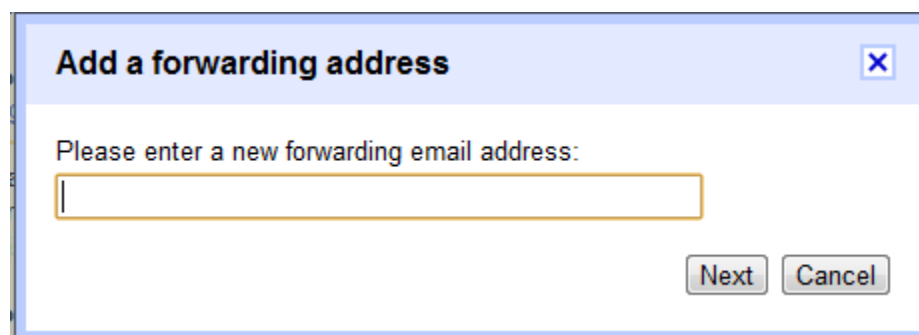 Add a forwarding address
Please enter a new forwarding email address:
Next Cancel